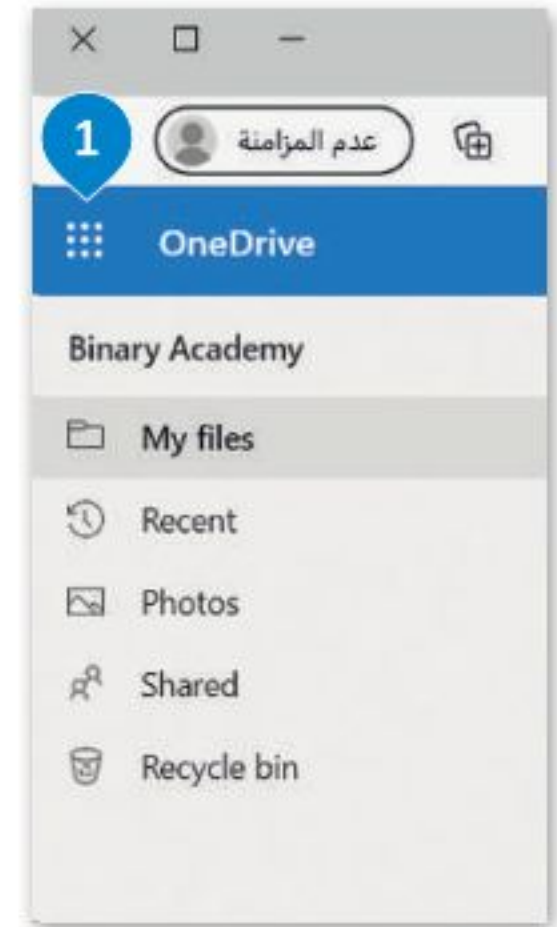 1
عدم المزامنة
OneDrive
Binary Academy
My files
Recent
Photos
Shared
Recycle bin